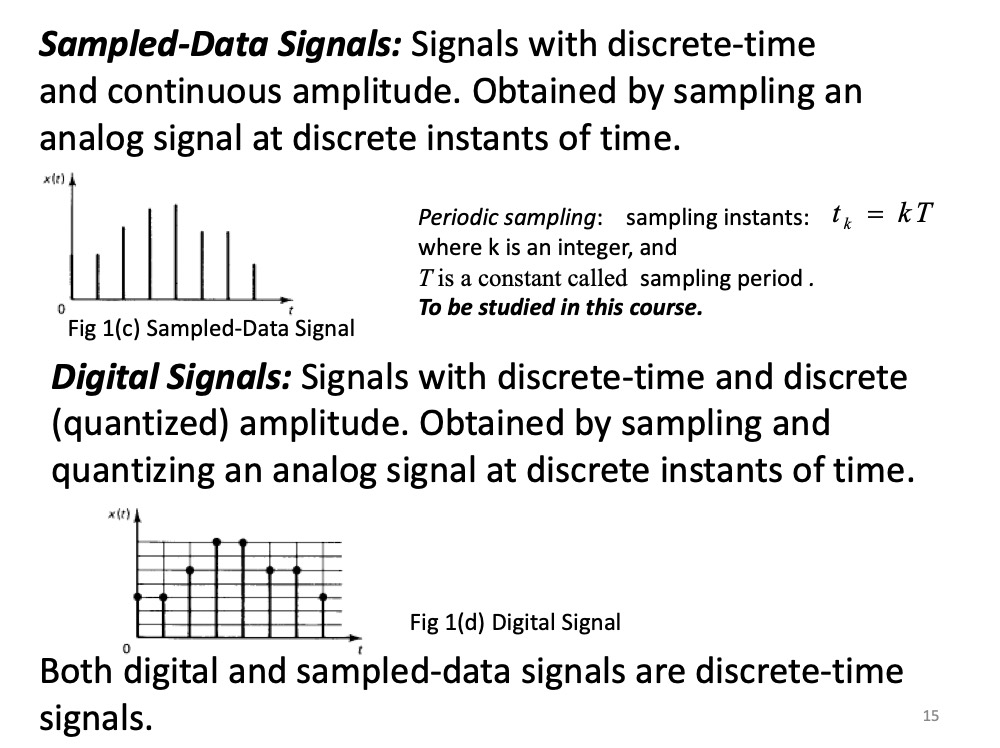 Sampled-Data Signals: Signals with discrete-time
and continuous amplitude. Obtained by sampling an
analog signal at discrete instants of time.
x(t)
0
t
Fig 1(c) Sampled-Data Signal
Periodic sampling: sampling instants: t_k = kT
where k is an integer, and
T is a constant called sampling period .
To be studied in this course.
Digital Signals: Signals with discrete-time and discrete
(quantized) amplitude. Obtained by sampling and
quantizing an analog signal at discrete instants of time.
x(t)
0
t
Fig 1(d) Digital Signal
Both digital and sampled-data signals are discrete-time
signals.
15